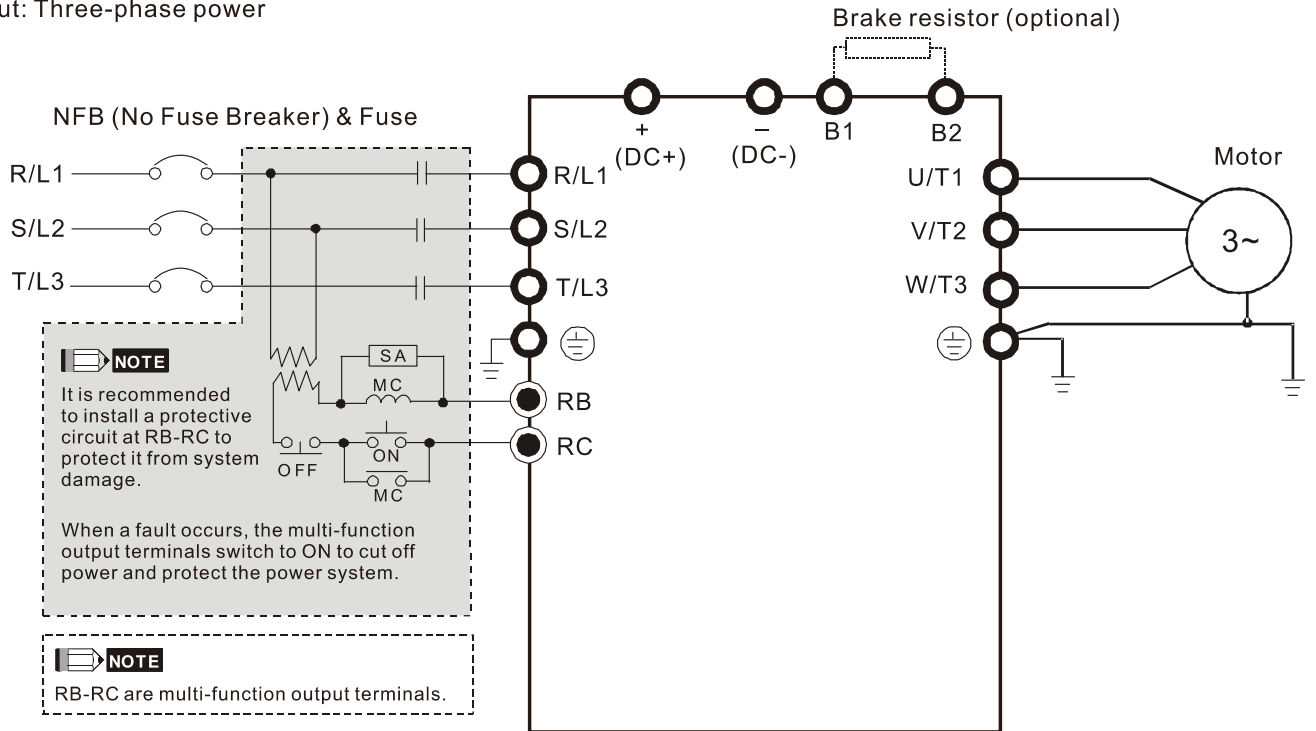 ut: Three-phase power
Brake resistor (optional)
NFB (No Fuse Breaker) & Fuse
+
(DC+)
–
(DC-)
B1
B2
Motor
R/L1
R/L1
U/T1
S/L2
S/L2
V/T2
3~
T/L3
T/L3
W/T3
NOTE
It is recommended
to install a protective
circuit at RB-RC to
protect it from system
damage.
SA
MC
RB
OFF
ON
RC
MC
When a fault occurs, the multi-function
output terminals switch to ON to cut off
power and protect the power system.
NOTE
RB-RC are multi-function output terminals.